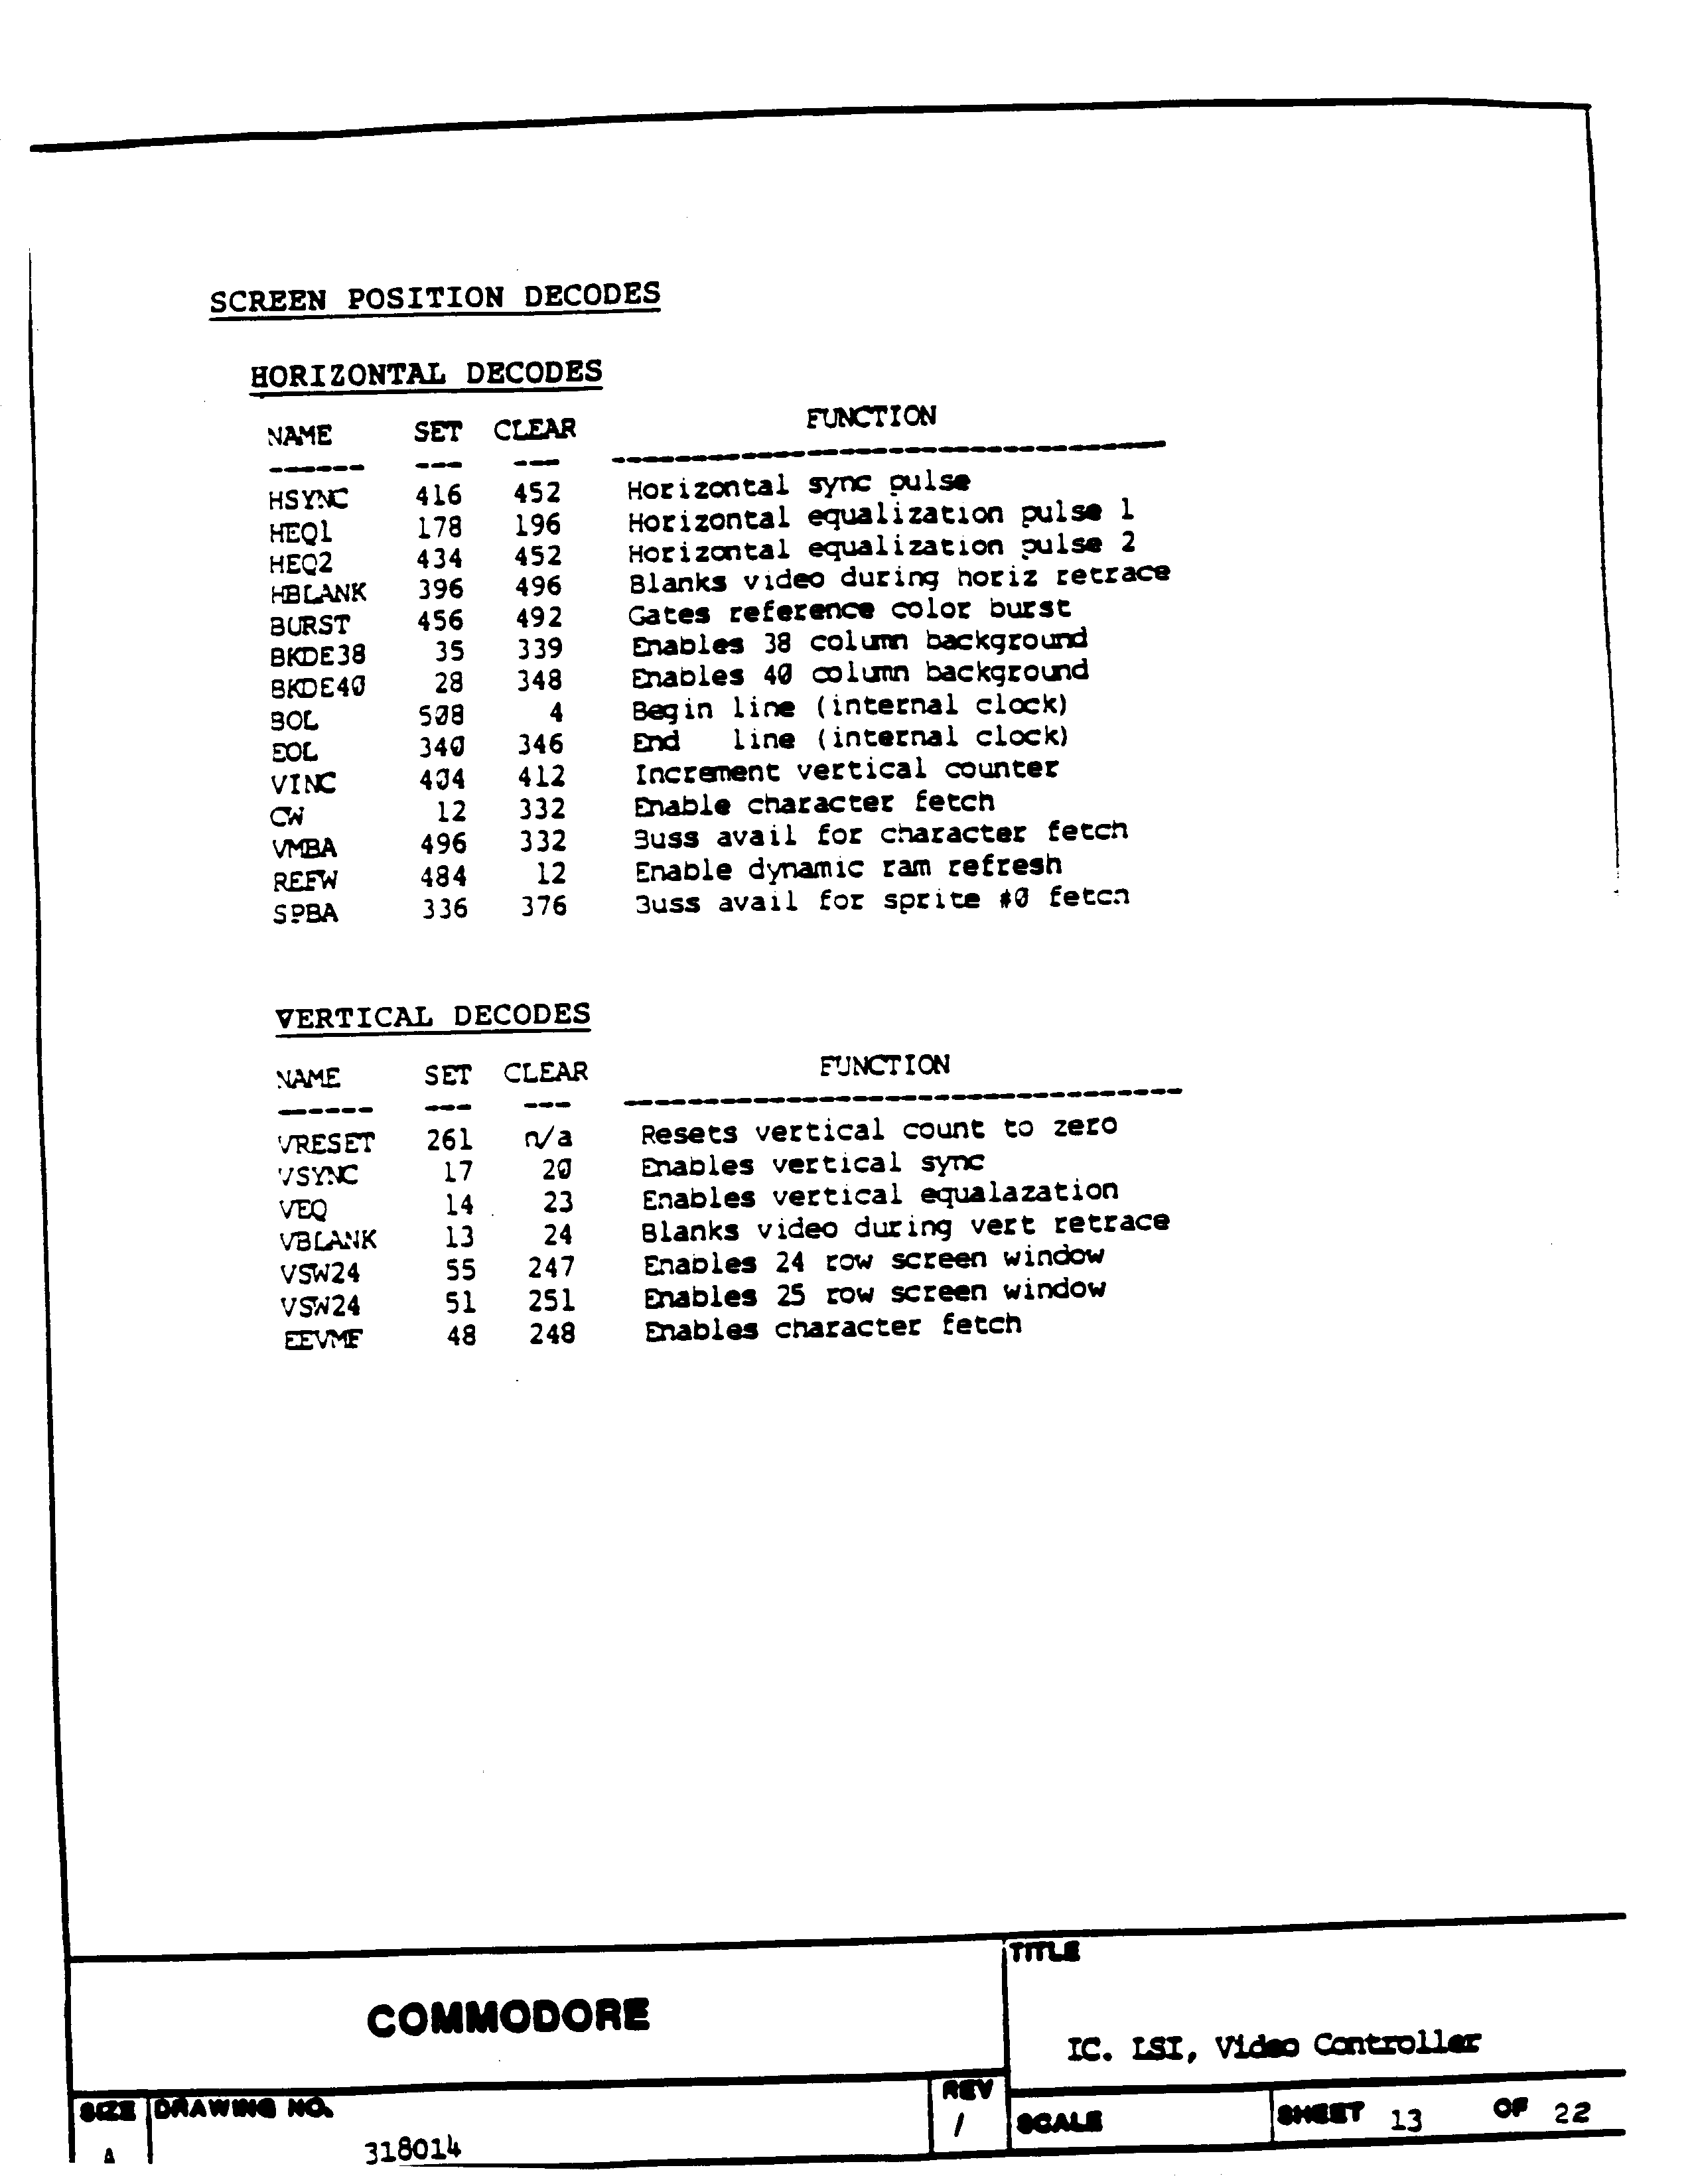 SCREEN POSITION DECODES
HORIZONTAL DECODES
NAME SET CLEAR FUNCTION
------ --- --- -----------------------------------
HSYNC 416 452 Horizontal sync pulse
HEQ1 178 196 Horizontal equalization pulse 1
HEQ2 434 452 Horizontal equalization pulse 2
HBLANK 396 496 Blanks video during horiz retrace
BURST 456 492 Gates reference color burst
BKDE38 35 339 Enables 38 column background
BKDE40 28 348 Enables 40 column background
BOL 508 4 Begin line (internal clock)
EOL 340 346 End line (internal clock)
VINC 404 412 Increment vertical counter
CW 12 332 Enable character fetch
VMBA 496 332 Buss avail for character fetch
REFW 484 12 Enable dynamic ram refresh
SPBA 336 376 Buss avail for sprite #0 fetch
VERTICAL DECODES
NAME SET CLEAR FUNCTION
------ --- --- -----------------------------------
VRESET 261 n/a Resets vertical count to zero
VSYNC 17 20 Enables vertical sync
VEQ 14 23 Enables vertical equalazation
VBLANK 13 24 Blanks video during vert retrace
VSW24 55 247 Enables 24 row screen window
VSW24 51 251 Enables 25 row screen window
EEVMF 48 248 Enables character fetch
COMMODORE
TITLE
IC. LSI, Video Controller
SIZE A
DRAWING NO. 318014
REV 1
SCALE
SHEET 13 OF 22